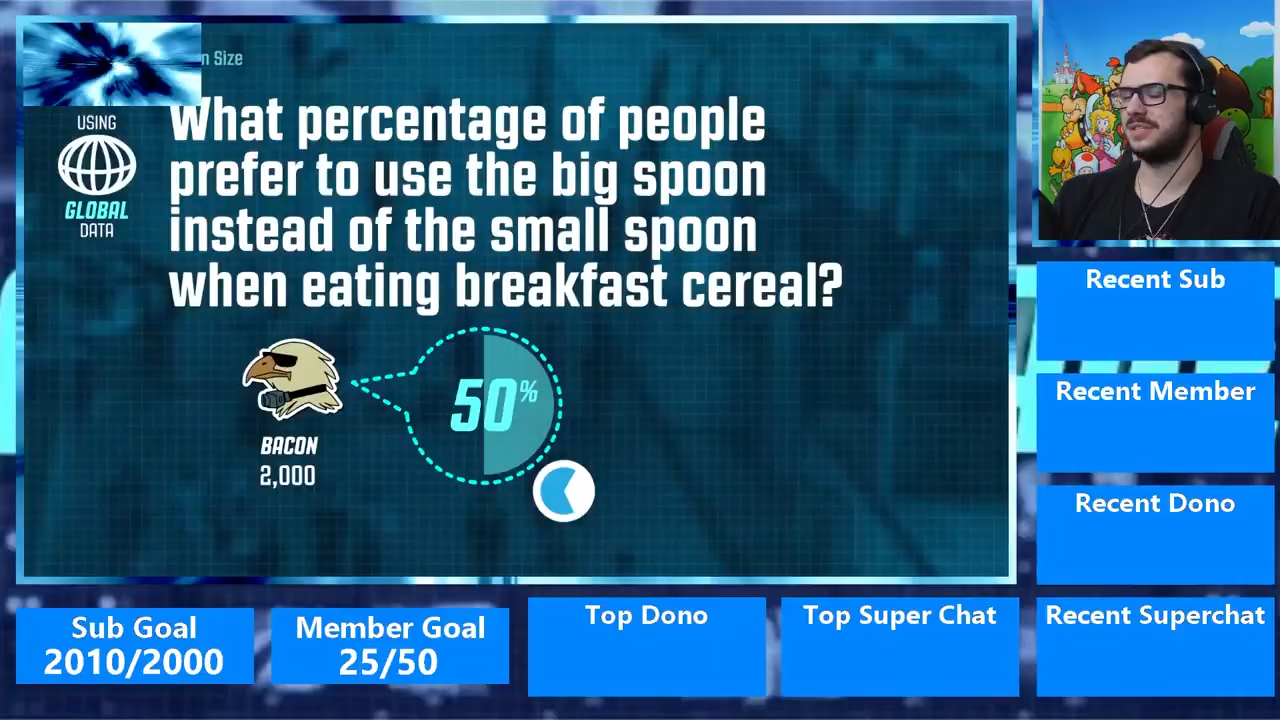 Size
USING
GLOBAL
DATA
What percentage of people
prefer to use the big spoon
instead of the small spoon
when eating breakfast cereal?
50%
BACON
2,000
Recent Sub
Recent Member
Recent Dono
Sub Goal
2010/2000
Member Goal
25/50
Top Dono
Top Super Chat
Recent Superchat